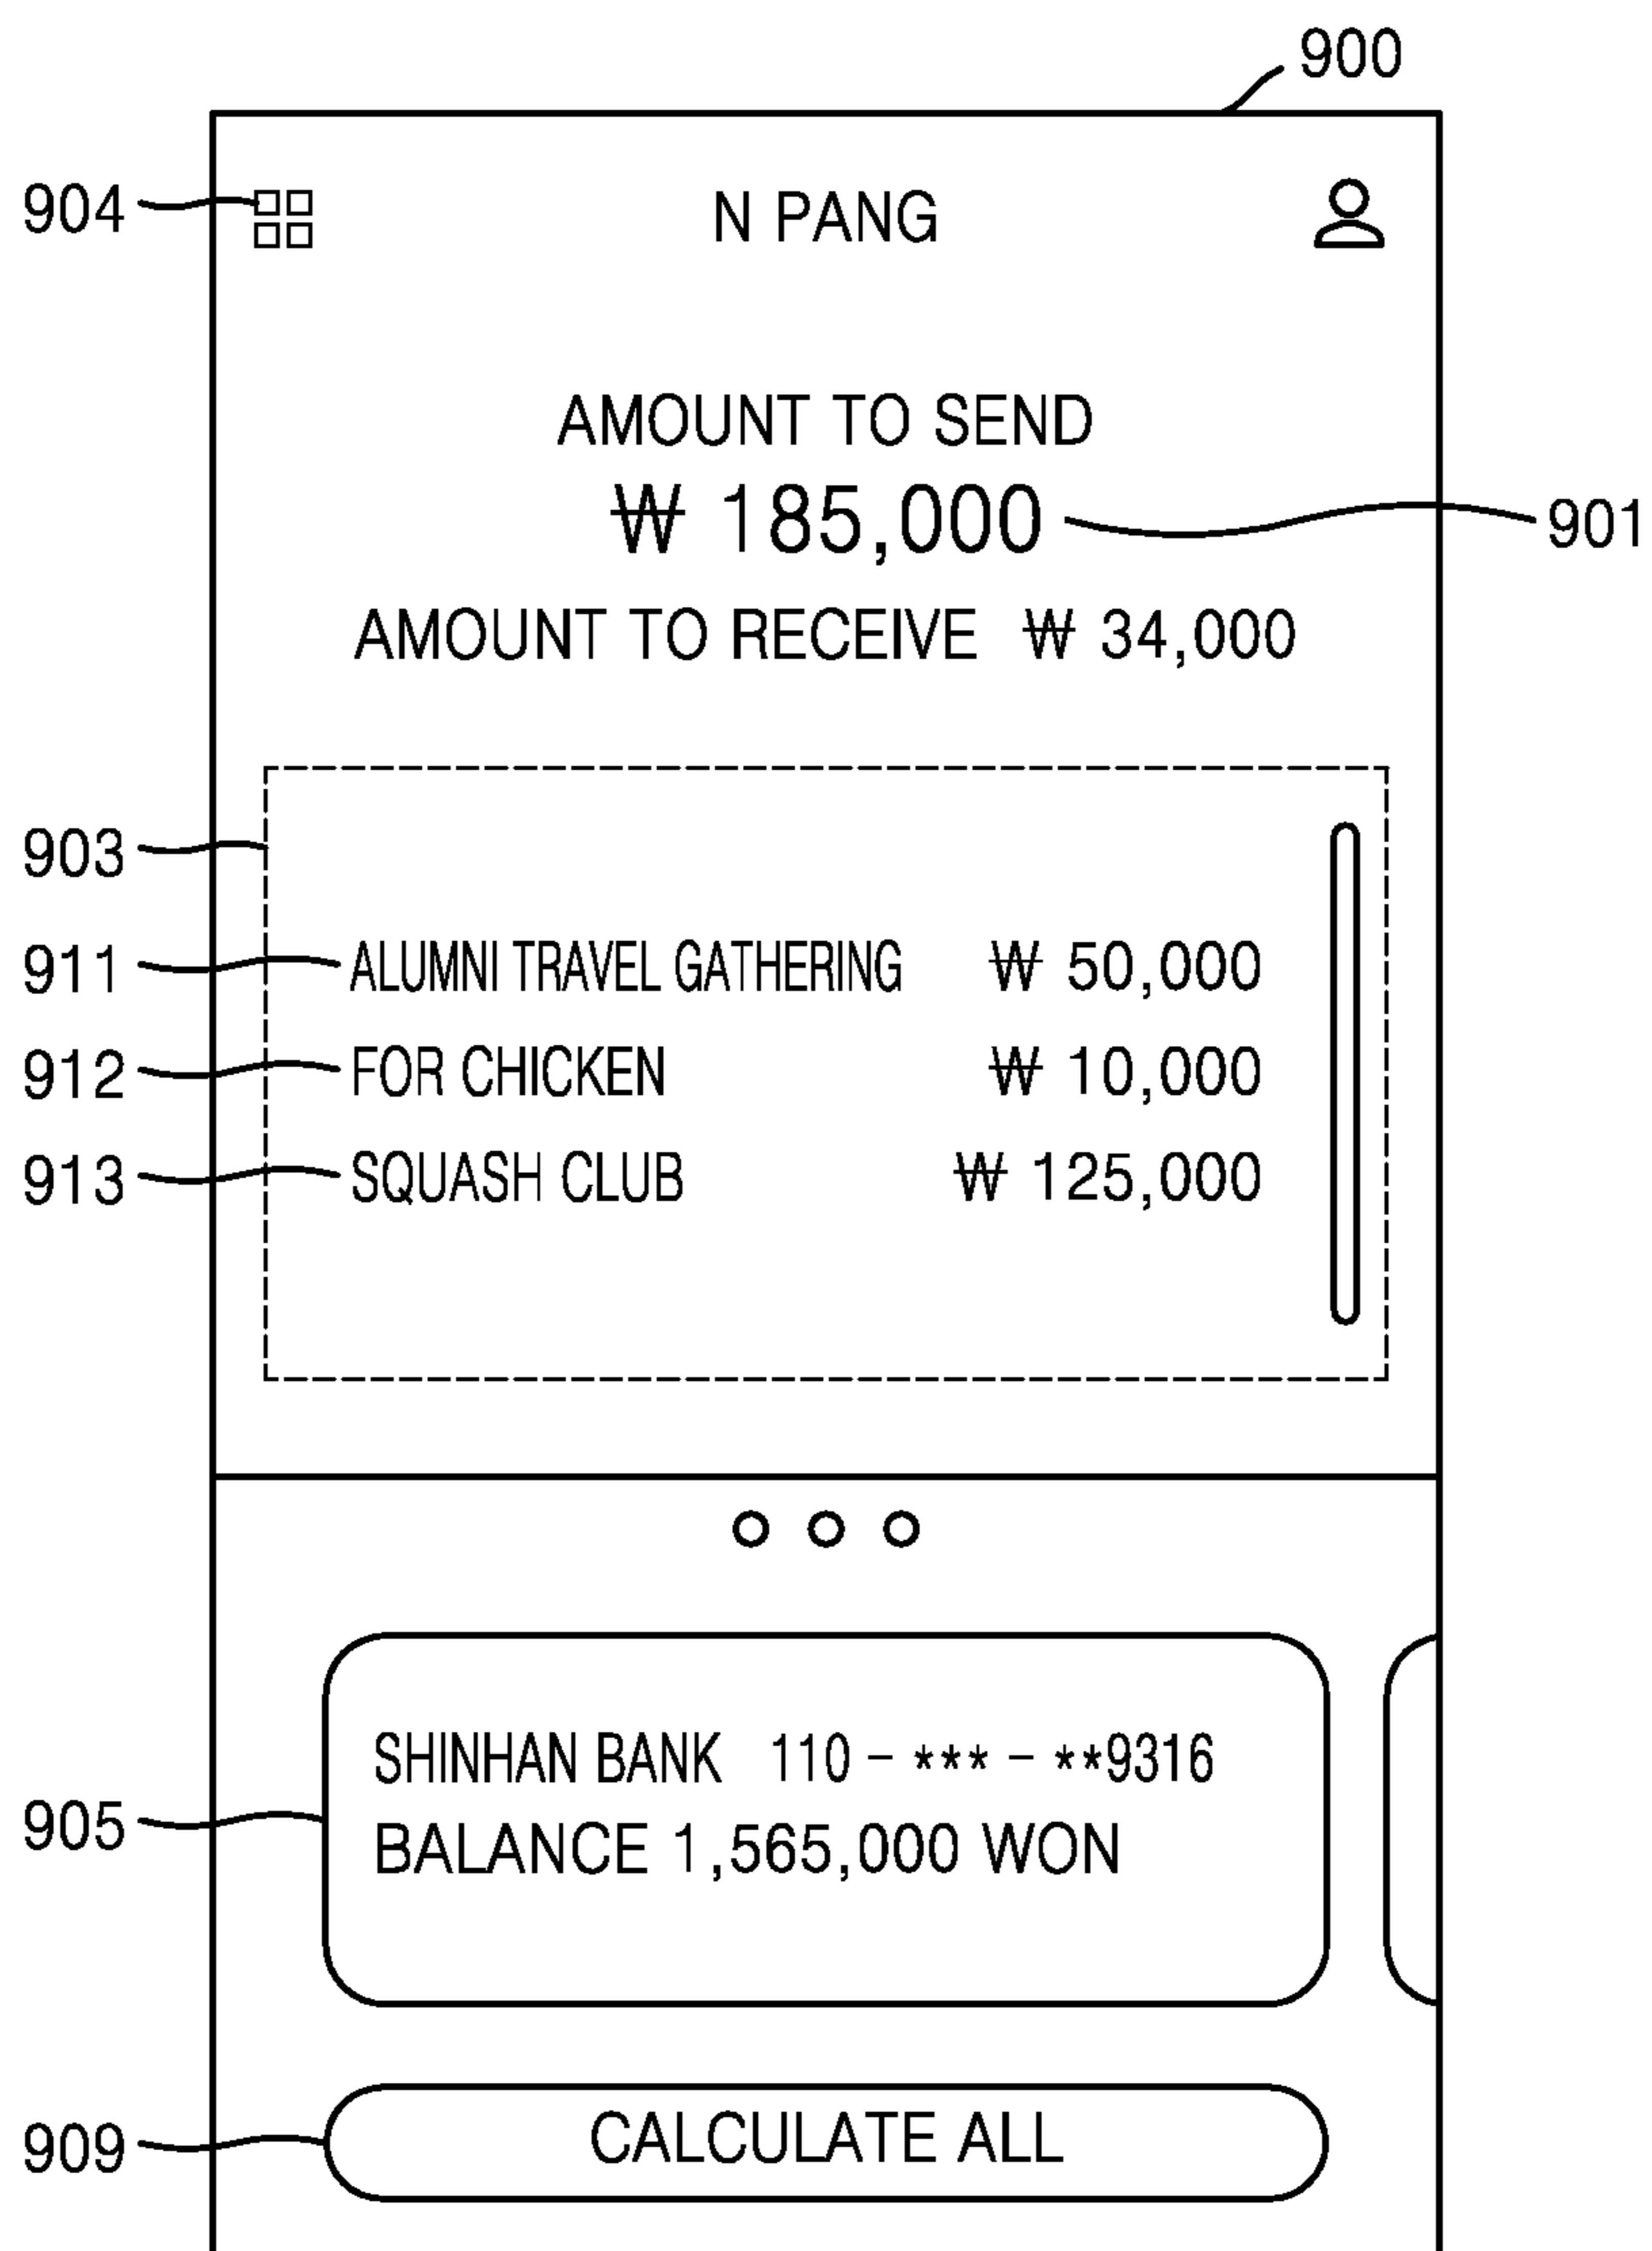 900
904 N PANG
AMOUNT TO SEND
₩ 185,000 901
AMOUNT TO RECEIVE ₩ 34,000
903
911 ALUMNI TRAVEL GATHERING ₩ 50,000
912 FOR CHICKEN ₩ 10,000
913 SQUASH CLUB ₩ 125,000
SHINHAN BANK 110 - *** - **9316
905
BALANCE 1,565,000 WON
909 CALCULATE ALL